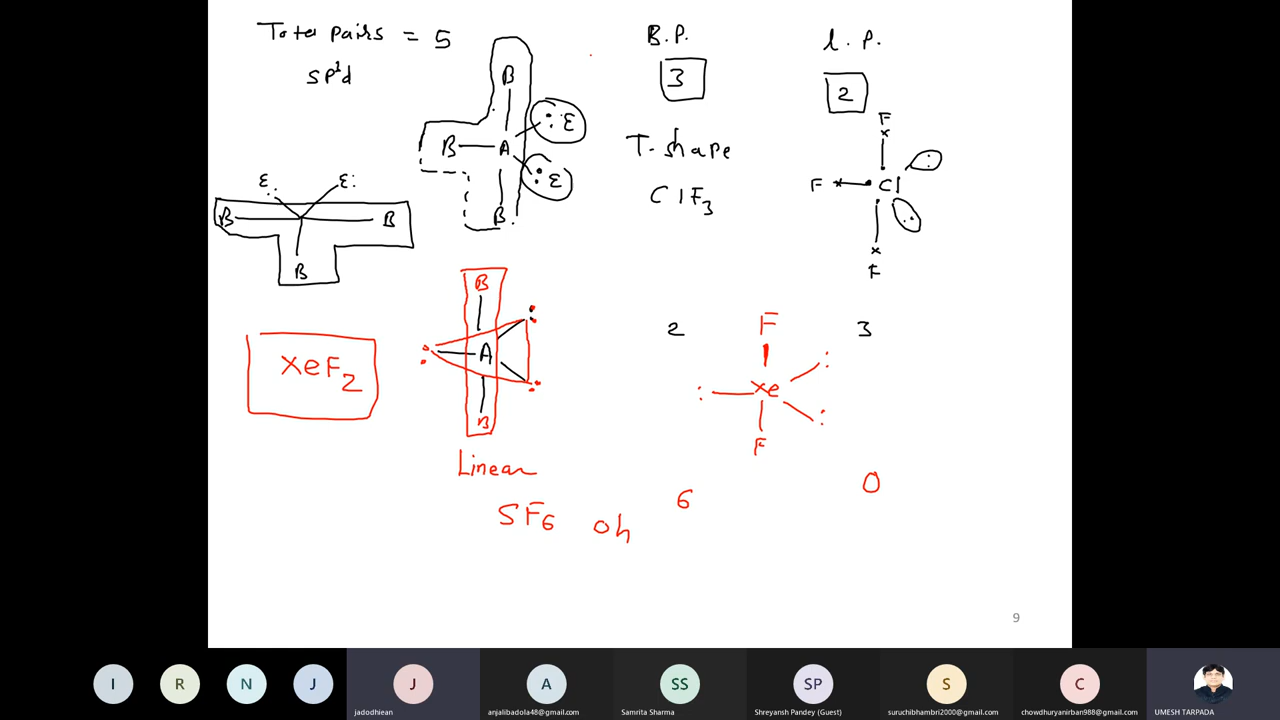 Total pairs = 5
B.P.
l.P.
SP³d
3
2
B
B A :E
:E
B
T-shape
ClF3
F
F Cl
F
E: E:
B B
B
XeF2
B
A
B
Linear
2
3
F
Xe
F
SF6 oh
6
0
9
I
R
N
J
J
jadodhiean
A
anjalibadola48@gmail.com
SS
Samrita Sharma
SP
Shreyansh Pandey (Guest)
S
suruchibhambri2000@gmail.com
C
chowdhuryanirban988@gmail.com
UMESH TARPADA